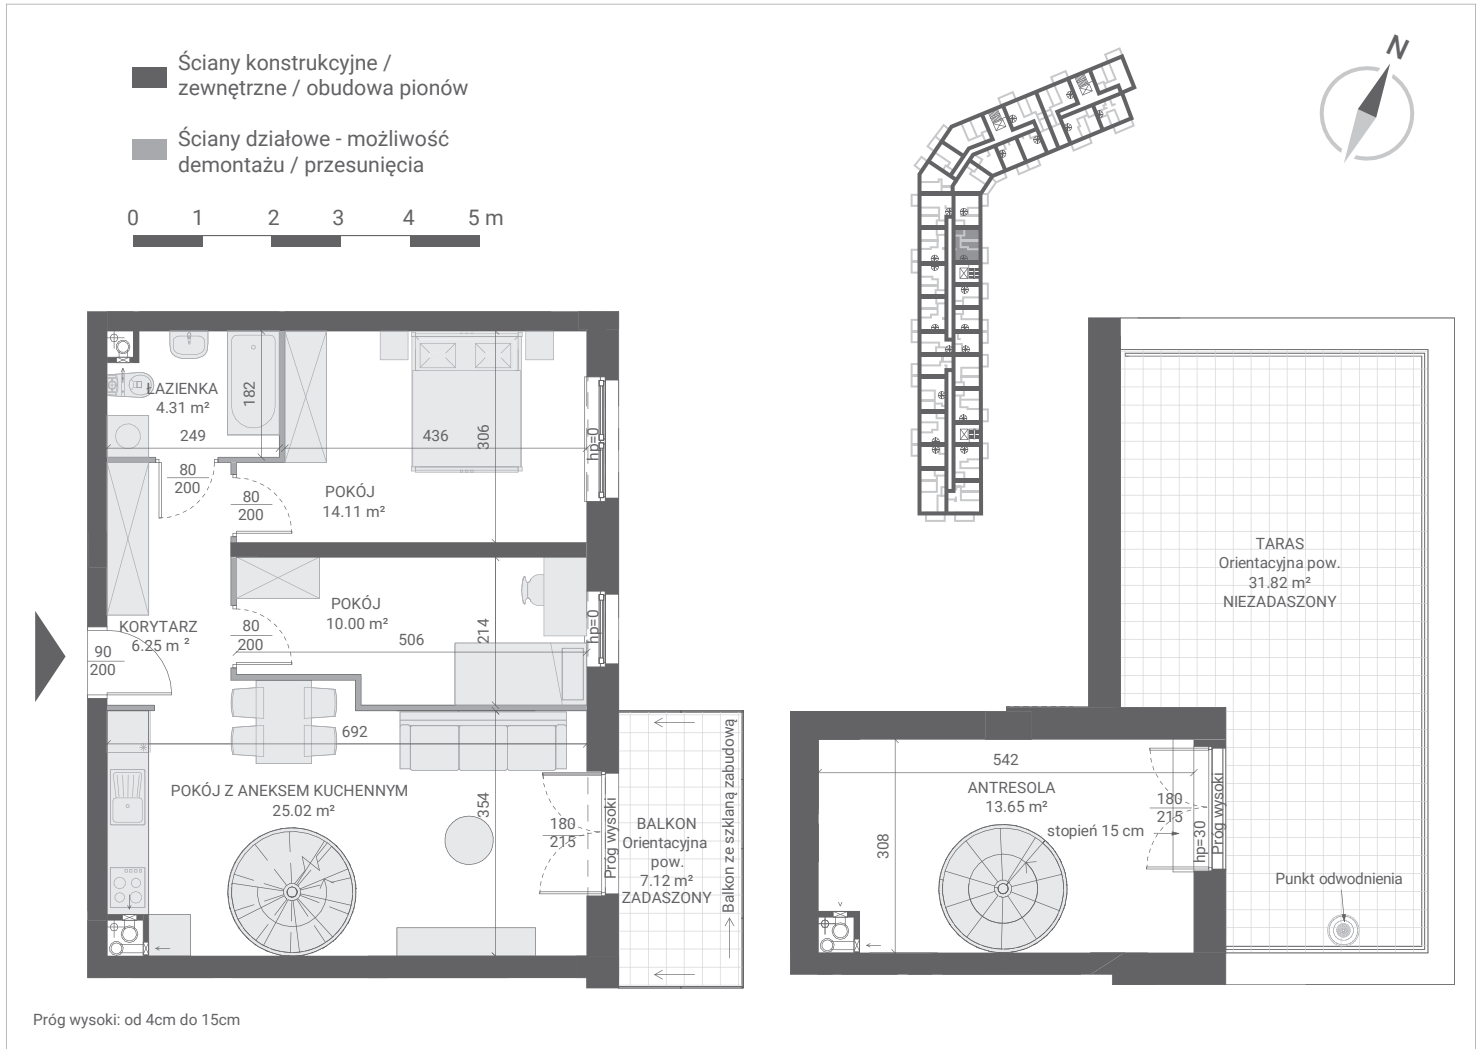 Ściany konstrukcyjne /
zewnętrzne / obudowa pionów
Ściany działowe - możliwość
demontażu / przesunięcia
0 1 2 3 4 5 m
N
ŁAZIENKA
4.31 m²
182
249
436
306
hp=0
80
200
80
200
POKÓJ
14.11 m²
POKÓJ
10.00 m²
80
200
506
214
hp=0
KORYTARZ
6.25 m ²
90
200
692
POKÓJ Z ANEKSEM KUCHENNYM
25.02 m²
354
180
215
Próg wysoki
BALKON
Orientacyjna
pow.
7.12 m²
ZADASZONY
Balkon ze szklaną zabudową
TARAS
Orientacyjna pow.
31.82 m²
NIEZADASZONY
542
ANTRESOLA
13.65 m²
308
180
215
stopień 15 cm
hp=30
Próg wysoki
Punkt odwodnienia
Próg wysoki: od 4cm do 15cm